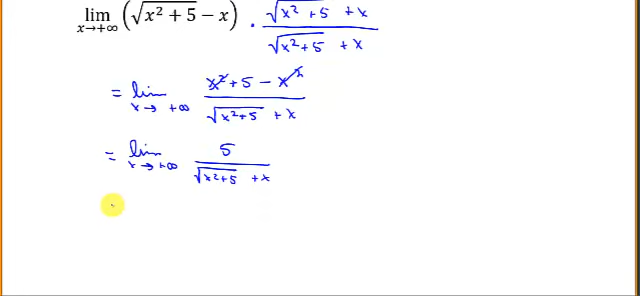 lim x→+∞ (√(x² + 5) − x) · (√(x² + 5) + x)/(√(x² + 5) + x)
= lim x→+∞ (x² + 5 − x²)/(√(x² + 5) + x)
= lim x→+∞ 5/(√(x² + 5) + x)